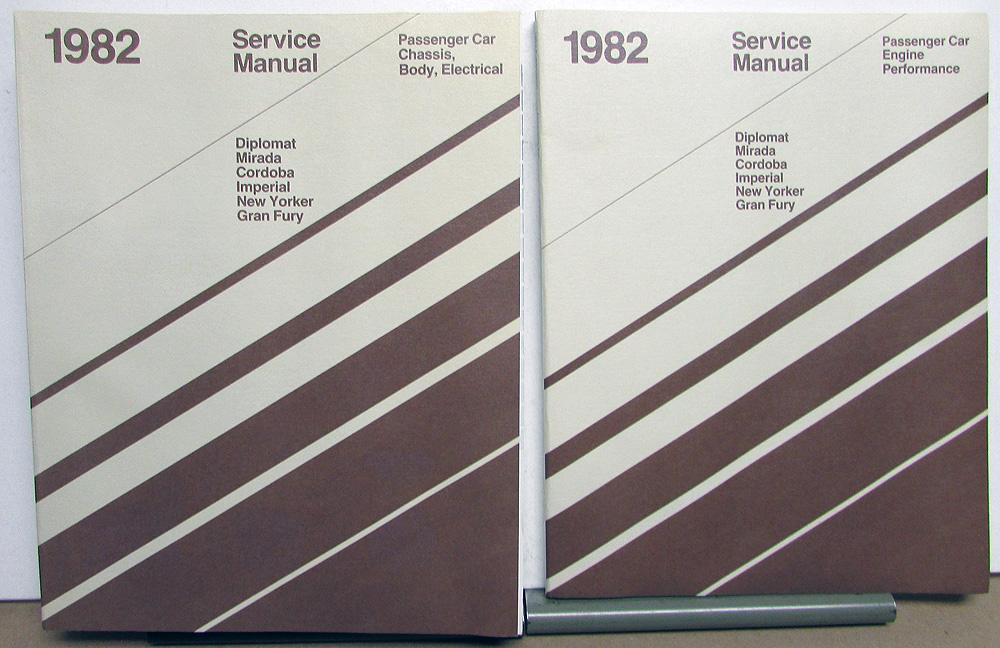 1982
Service
Manual
Passenger Car
Chassis,
Body, Electrical
Diplomat
Mirada
Cordoba
Imperial
New Yorker
Gran Fury
1982
Service
Manual
Passenger Car
Engine
Performance
Diplomat
Mirada
Cordoba
Imperial
New Yorker
Gran Fury